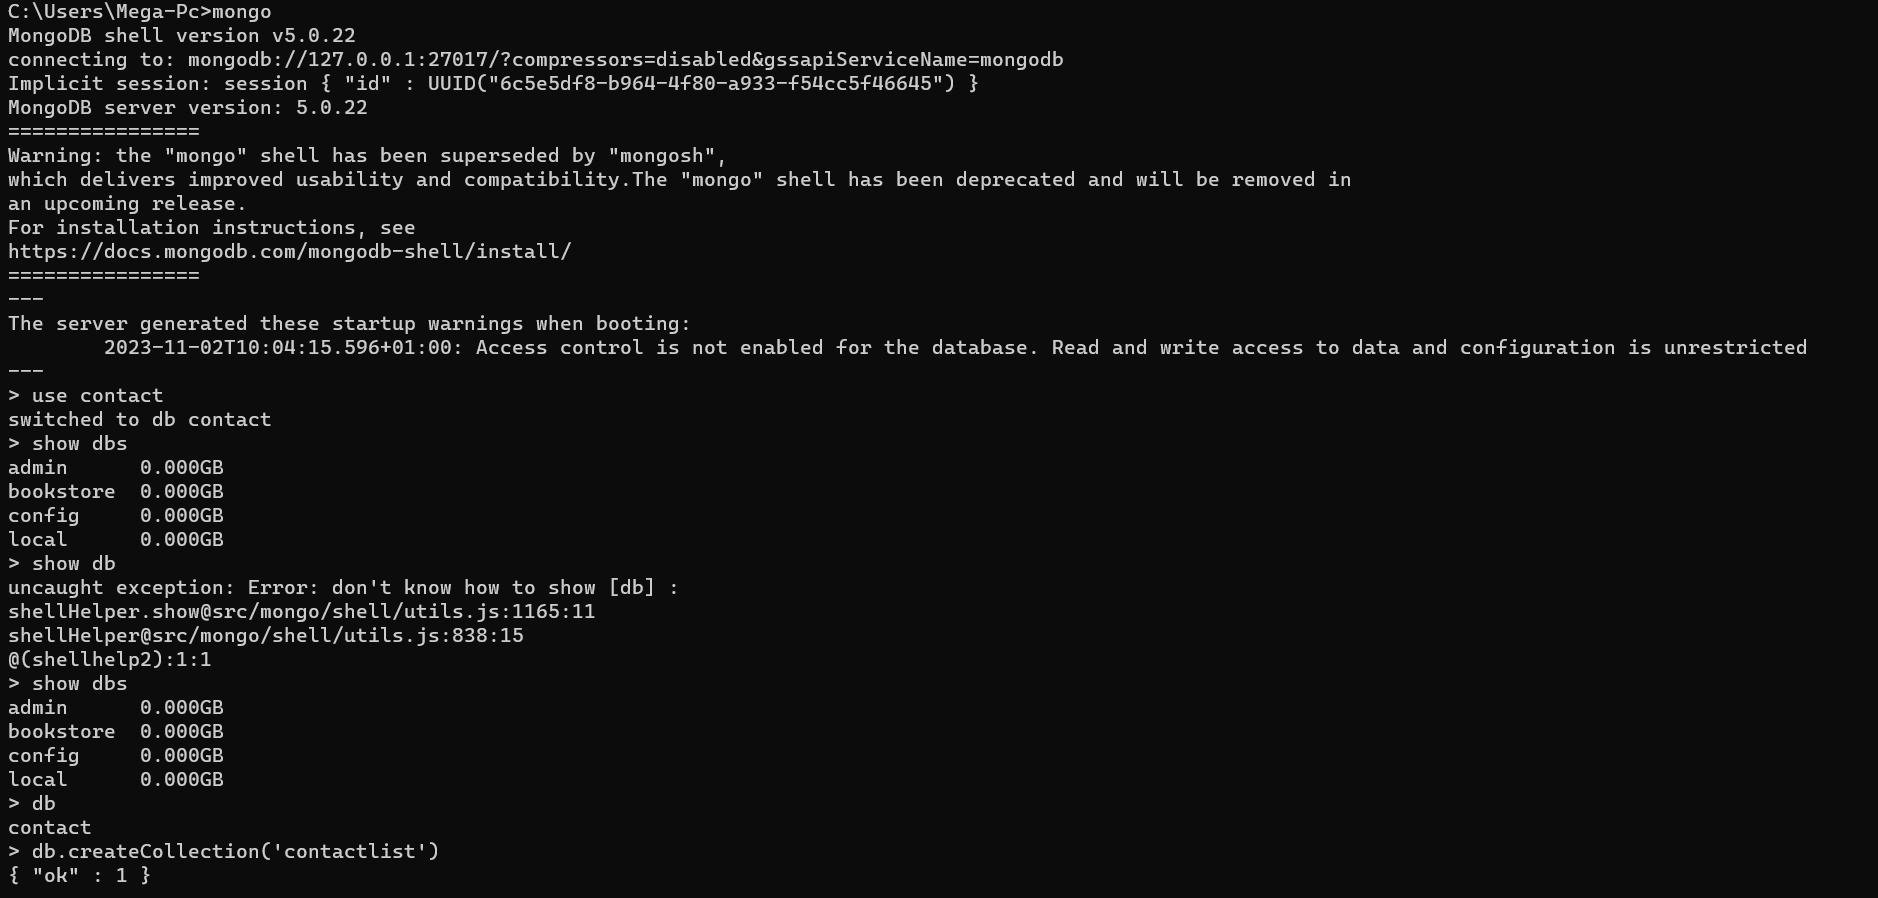 C:\Users\Mega-Pc>mongo
MongoDB shell version v5.0.22
connecting to: mongodb://127.0.0.1:27017/?compressors=disabled&gssapiServiceName=mongodb
Implicit session: session { "id" : UUID("6c5e5df8-b964-4f80-a933-f54cc5f46645") }
MongoDB server version: 5.0.22
================
Warning: the "mongo" shell has been superseded by "mongosh",
which delivers improved usability and compatibility.The "mongo" shell has been deprecated and will be removed in
an upcoming release.
For installation instructions, see
https://docs.mongodb.com/mongodb-shell/install/
================
---
The server generated these startup warnings when booting:
        2023-11-02T10:04:15.596+01:00: Access control is not enabled for the database. Read and write access to data and configuration is unrestricted
---
> use contact
switched to db contact
> show dbs
admin      0.000GB
bookstore  0.000GB
config     0.000GB
local      0.000GB
> show db
uncaught exception: Error: don't know how to show [db] :
shellHelper.show@src/mongo/shell/utils.js:1165:11
shellHelper@src/mongo/shell/utils.js:838:15
@(shellhelp2):1:1
> show dbs
admin      0.000GB
bookstore  0.000GB
config     0.000GB
local      0.000GB
> db
contact
> db.createCollection('contactlist')
{ "ok" : 1 }